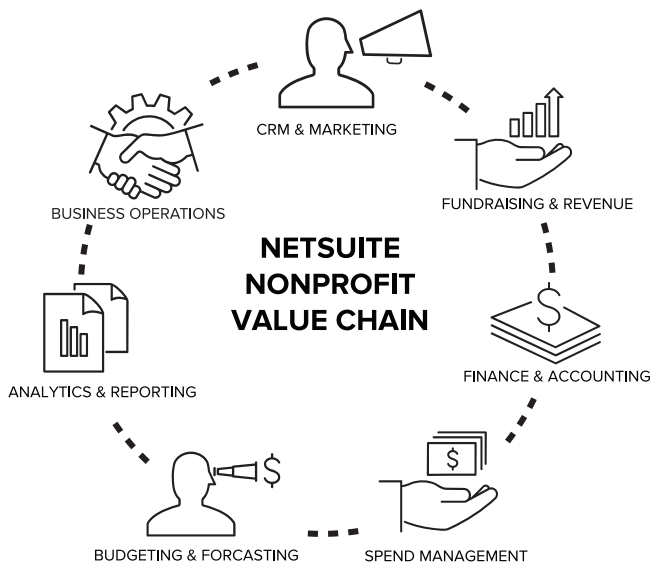 CRM & MARKETING
FUNDRAISING & REVENUE
FINANCE & ACCOUNTING
SPEND MANAGEMENT
BUDGETING & FORCASTING
ANALYTICS & REPORTING
BUSINESS OPERATIONS
NETSUITE
NONPROFIT
VALUE CHAIN
$
$
$